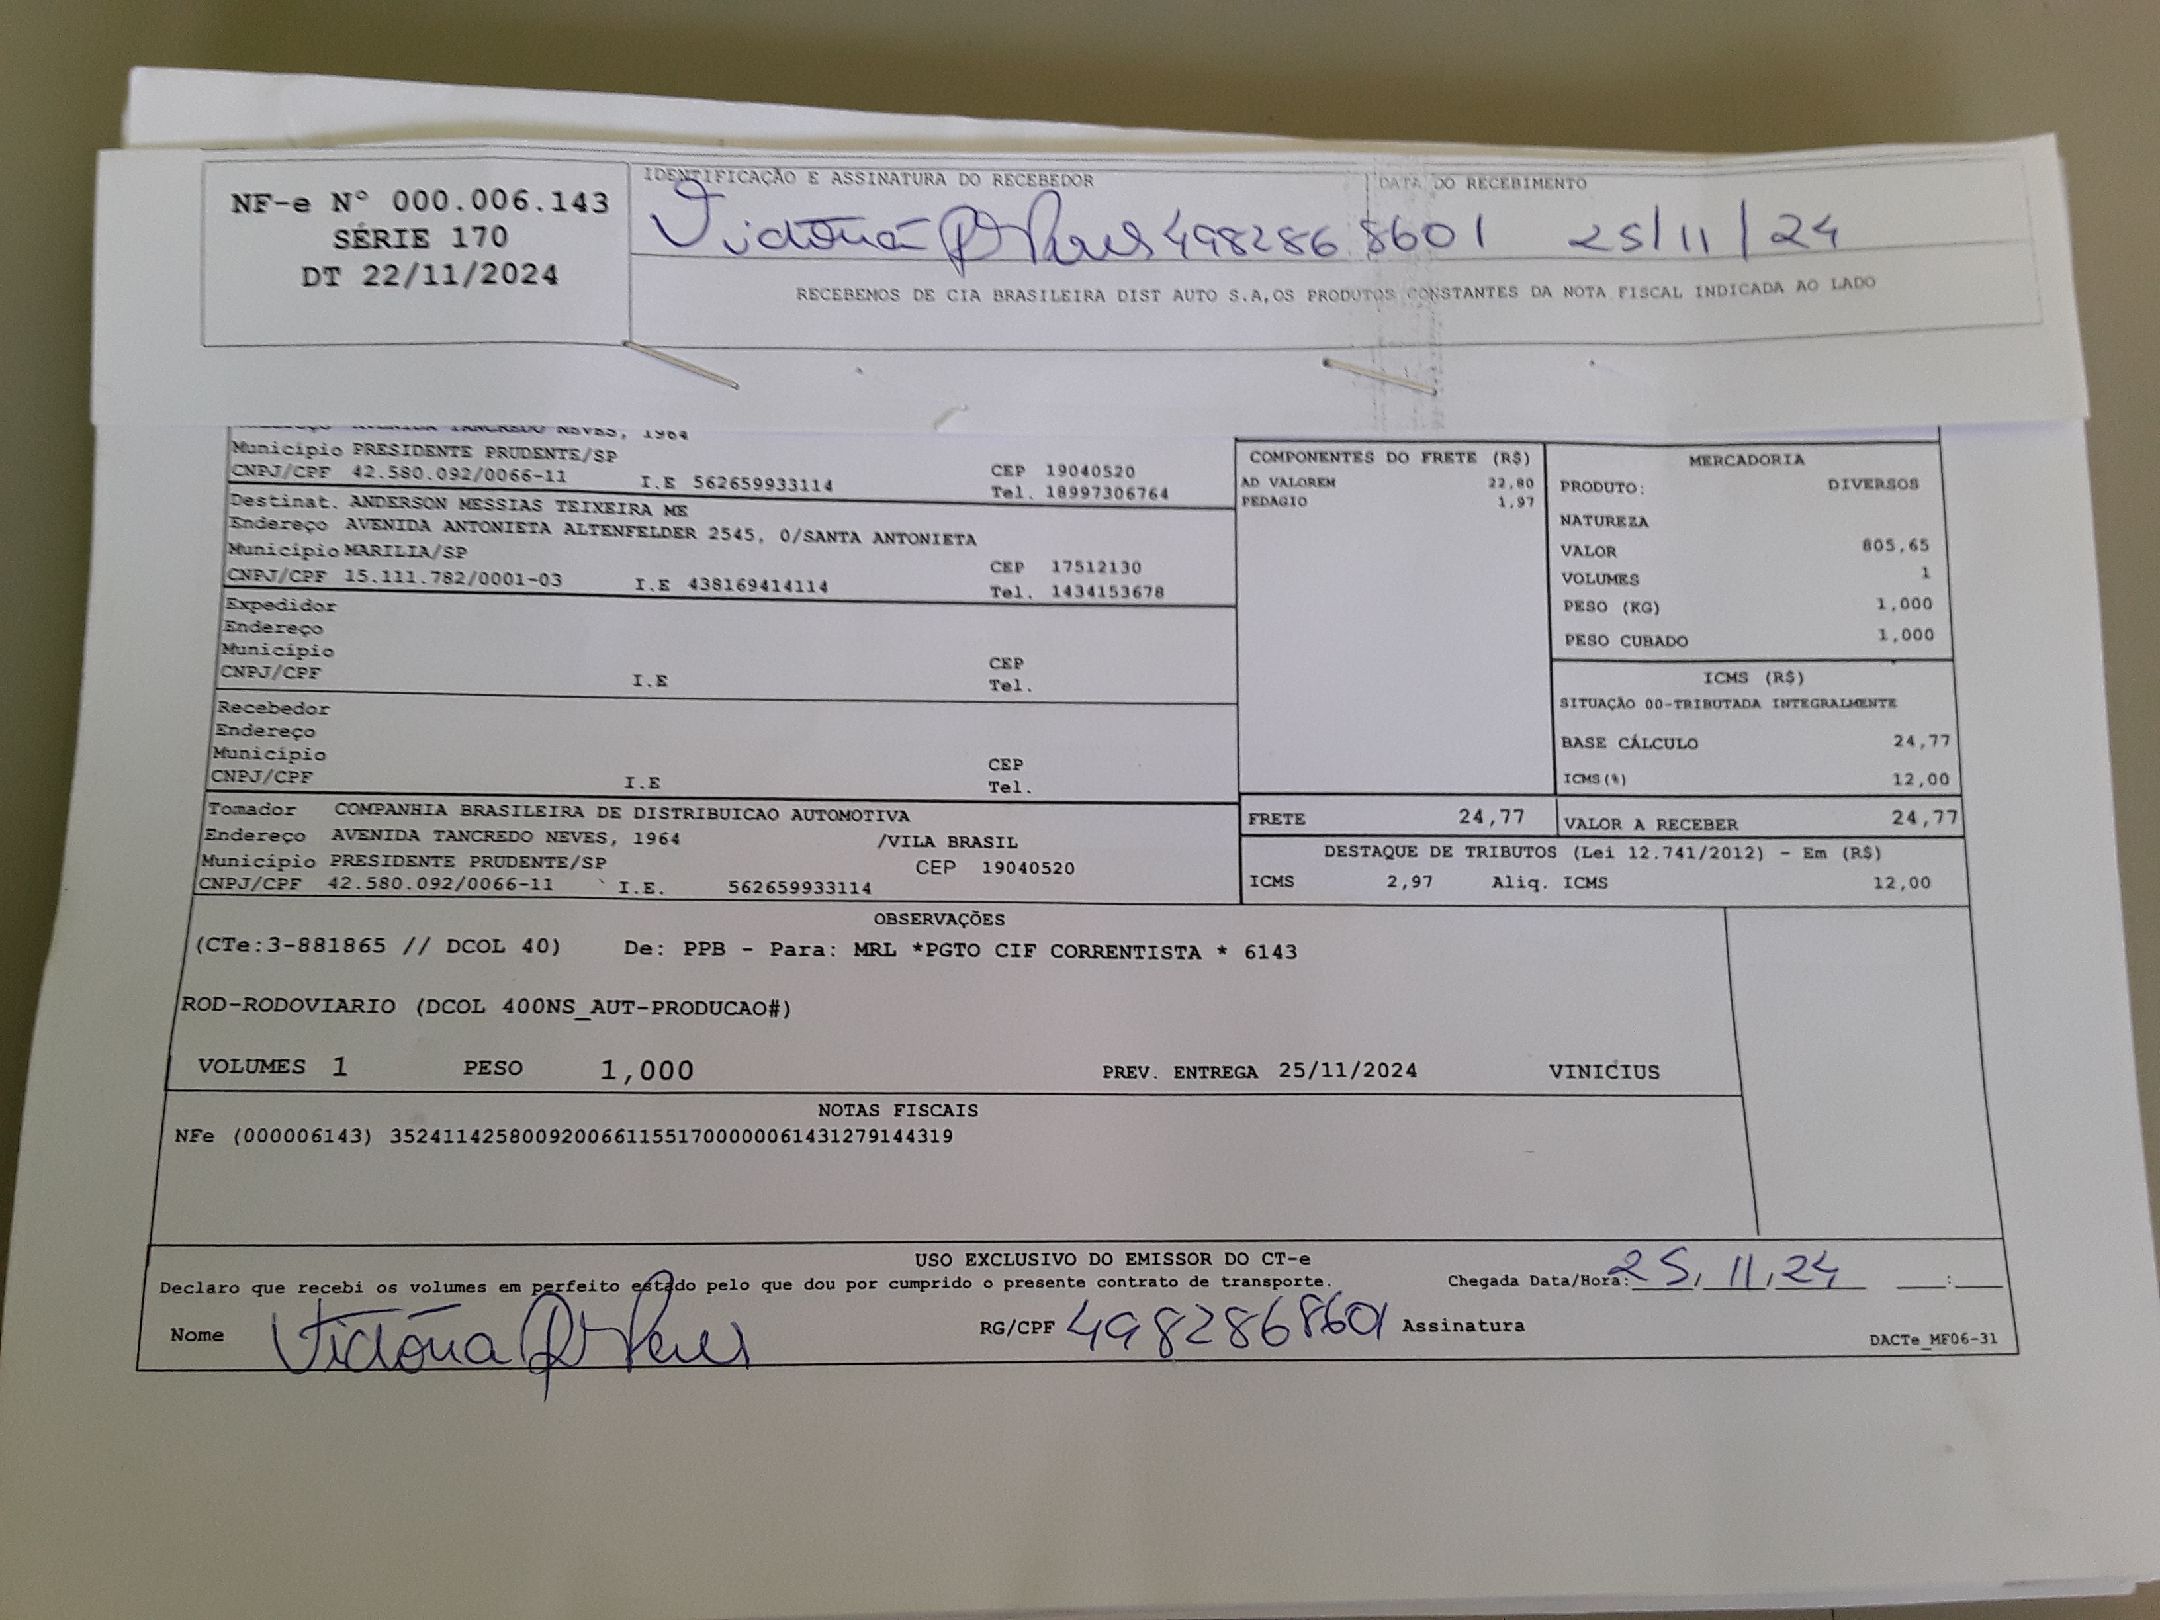 NF-e Nº 000.006.143
SÉRIE 170
DT 22/11/2024
IDENTIFICAÇÃO E ASSINATURA DO RECEBEDOR
DATA DO RECEBIMENTO
Victória 4982868601 25/11/24
RECEBEMOS DE CIA BRASILEIRA DIST AUTO S.A,OS PRODUTOS CONSTANTES DA NOTA FISCAL INDICADA AO LADO
AVENIDA TANCREDO NEVES, 1964
Município PRESIDENTE PRUDENTE/SP CEP 19040520
CNPJ/CPF 42.580.092/0066-11 I.E 562659933114 Tel. 18997306764
Destinat. ANDERSON MESSIAS TEIXEIRA ME
Endereço AVENIDA ANTONIETA ALTENFELDER 2545, 0/SANTA ANTONIETA
Município MARILIA/SP CEP 17512130
CNPJ/CPF 15.111.782/0001-03 I.E 438169414114 Tel. 1434153678
Expedidor
Endereço
Município CEP
CNPJ/CPF I.E Tel.
Recebedor
Endereço
Município CEP
CNPJ/CPF I.E Tel.
Tomador COMPANHIA BRASILEIRA DE DISTRIBUICAO AUTOMOTIVA
Endereço AVENIDA TANCREDO NEVES, 1964 /VILA BRASIL
Município PRESIDENTE PRUDENTE/SP CEP 19040520
CNPJ/CPF 42.580.092/0066-11 I.E. 562659933114
COMPONENTES DO FRETE (R$)
AD VALOREM 22,80
PEDAGIO 1,97
MERCADORIA
PRODUTO: DIVERSOS
NATUREZA
VALOR 805,65
VOLUMES 1
PESO (KG) 1,000
PESO CUBADO 1,000
ICMS (R$)
SITUAÇÃO 00-TRIBUTADA INTEGRALMENTE
BASE CÁLCULO 24,77
ICMS(%) 12,00
FRETE 24,77 VALOR A RECEBER 24,77
DESTAQUE DE TRIBUTOS (Lei 12.741/2012) - Em (R$)
ICMS 2,97 Aliq. ICMS 12,00
OBSERVAÇÕES
(CTe:3-881865 // DCOL 40) De: PPB - Para: MRL *PGTO CIF CORRENTISTA * 6143
ROD-RODOVIARIO (DCOL 400NS_AUT-PRODUCAO#)
VOLUMES 1 PESO 1,000 PREV. ENTREGA 25/11/2024 VINICIUS
NOTAS FISCAIS
NFe (000006143) 35241142580092006611551700000061431279144319
USO EXCLUSIVO DO EMISSOR DO CT-e
Declaro que recebi os volumes em perfeito estado pelo que dou por cumprido o presente contrato de transporte. Chegada Data/Hora: 25, 11, 24 :
Nome Victória RG/CPF 4982868601 Assinatura
DACTe_MF06-31